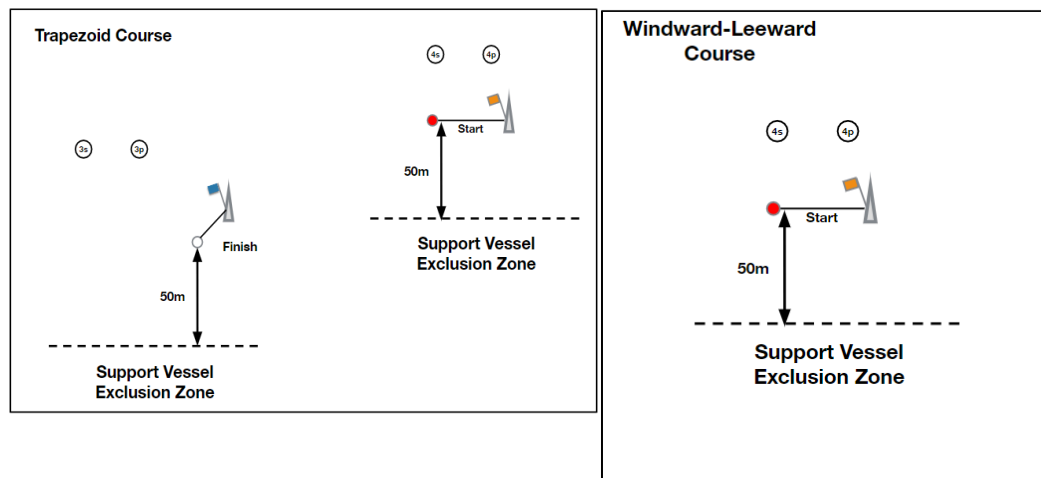 Trapezoid Course
4s
4p
Start
50m
Support Vessel
Exclusion Zone
3s
3p
Finish
50m
Support Vessel
Exclusion Zone
Windward-Leeward
Course
4s
4p
Start
50m
Support Vessel
Exclusion Zone